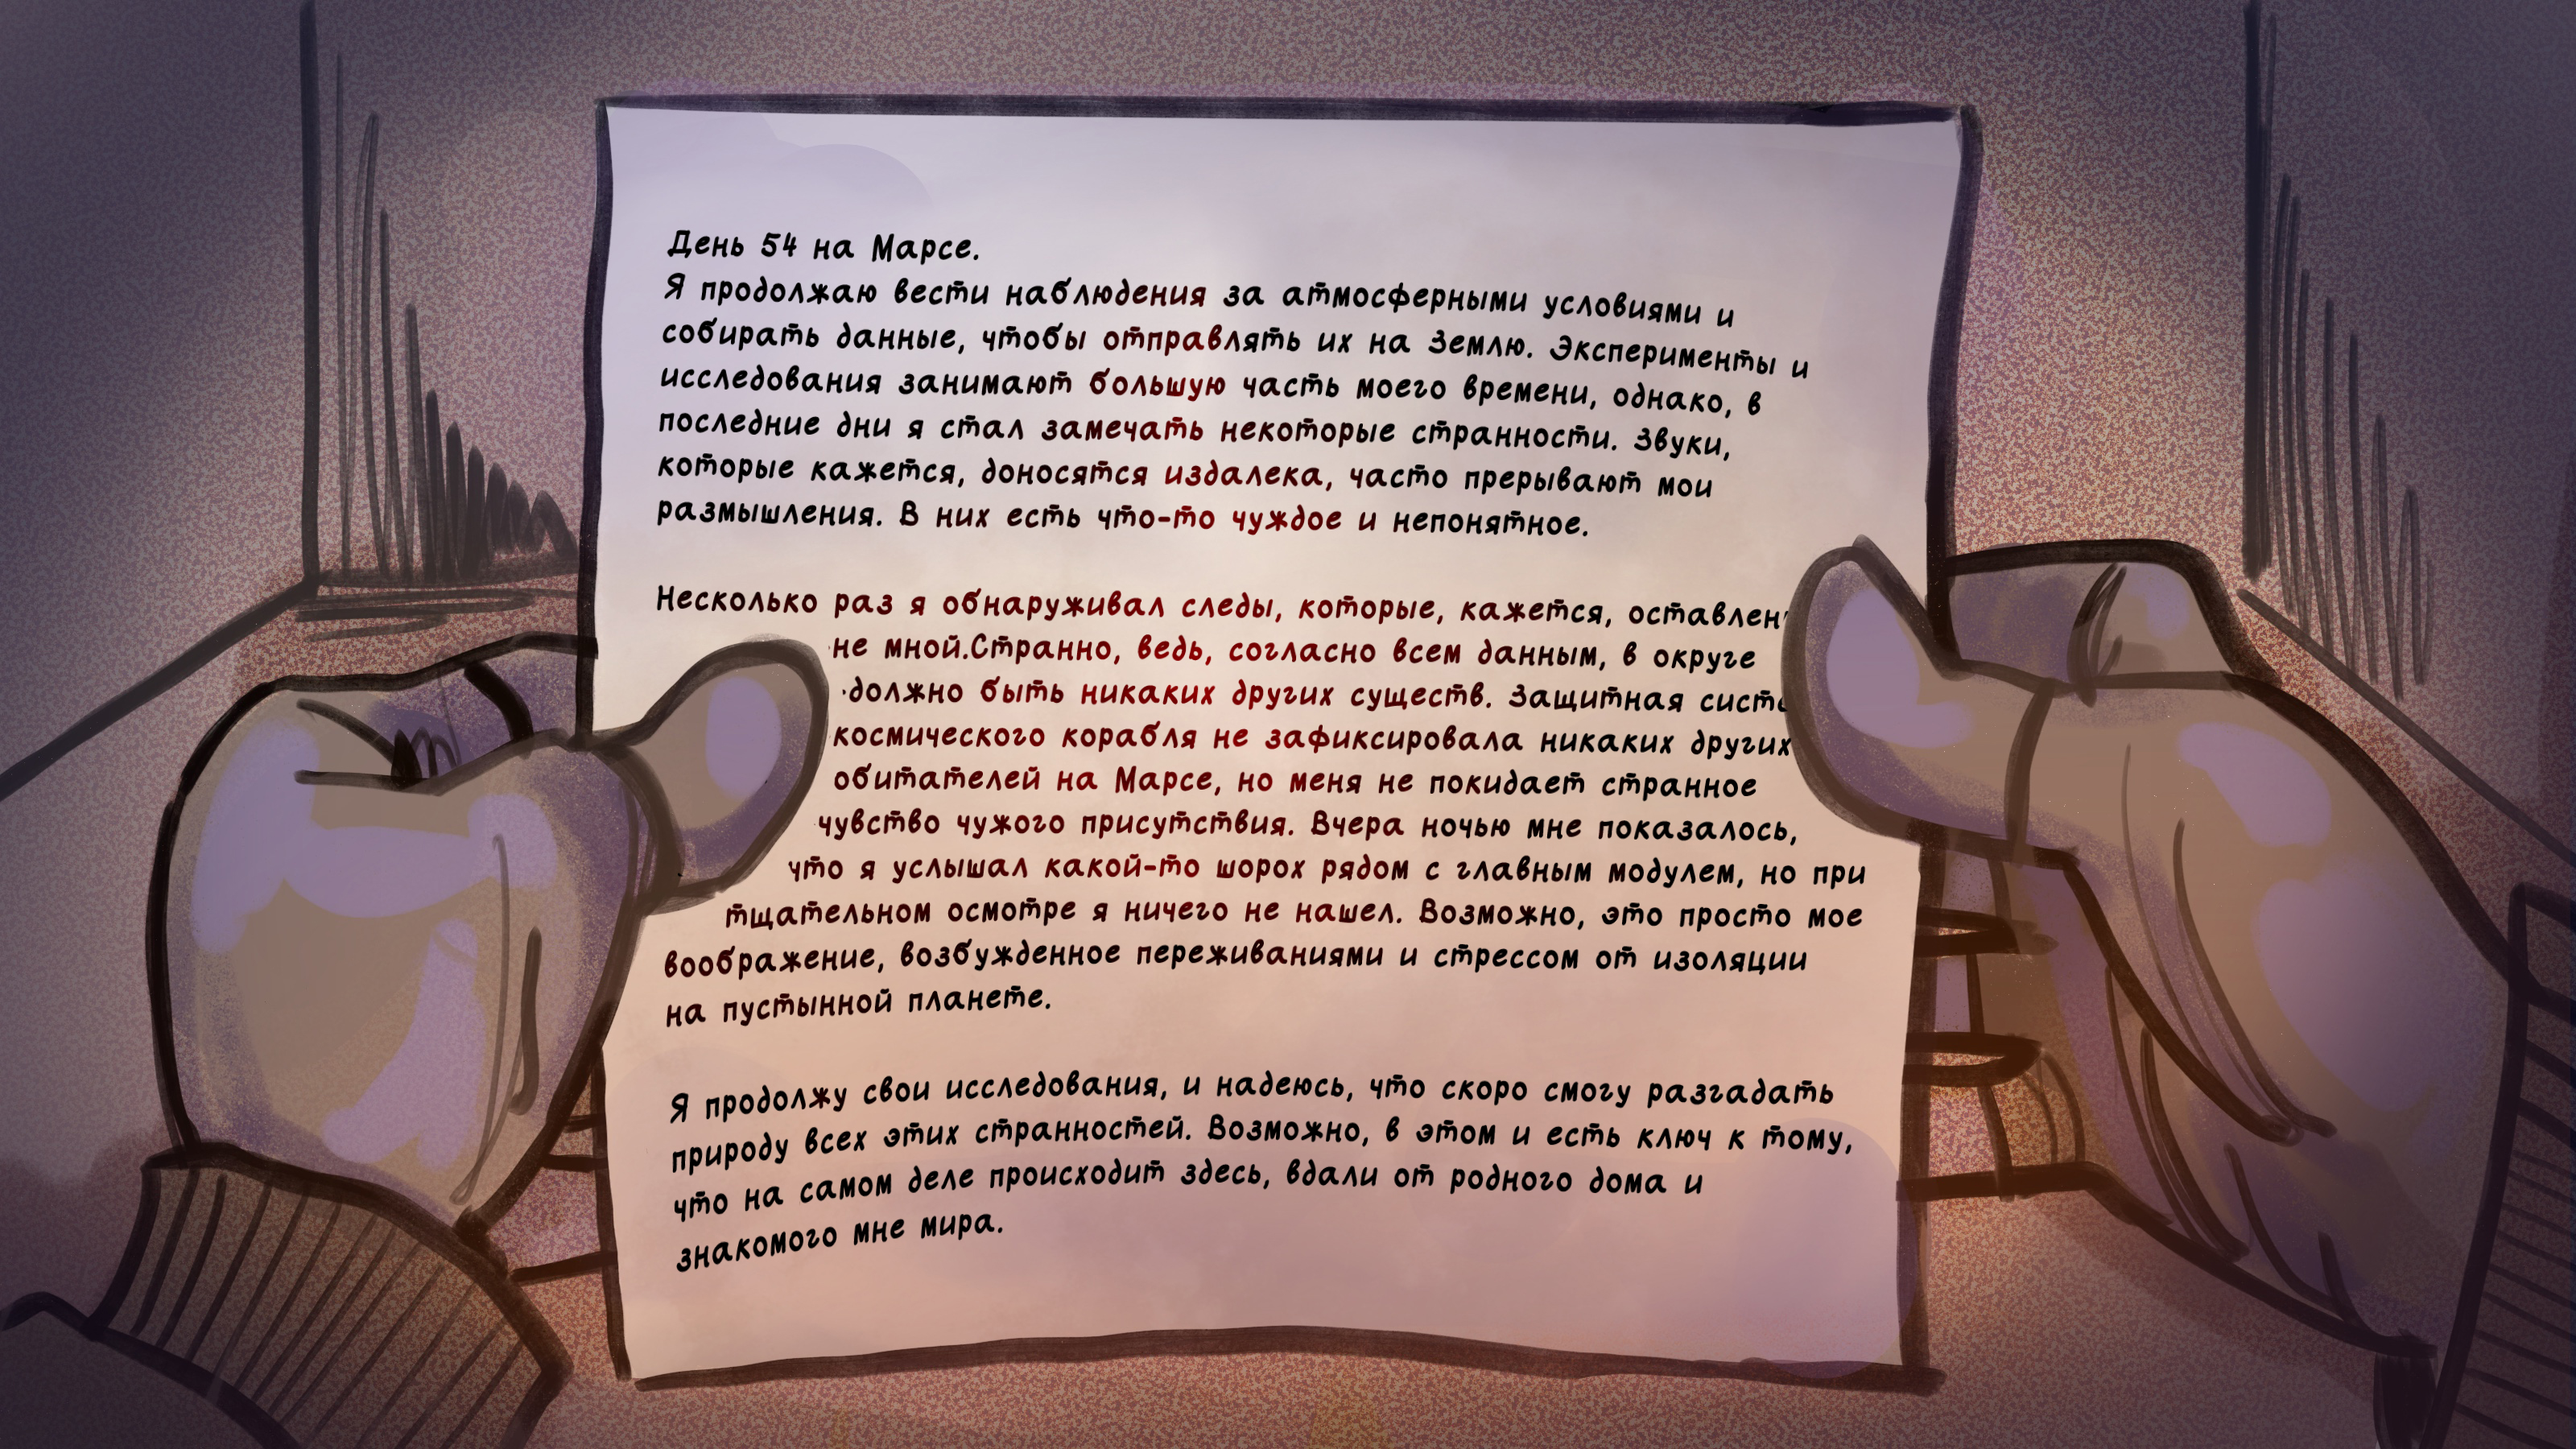 День 54 на Марсе.
Я продолжаю вести наблюдения за атмосферными условиями и
собирать данные, чтобы отправлять их на Землю. Эксперименты и
исследования занимают большую часть моего времени, однако, в
последние дни я стал замечать некоторые странности. Звуки,
которые кажется, доносятся издалека, часто прерывают мои
размышления. В них есть что-то чуждое и непонятное.
Несколько раз я обнаруживал следы, которые, кажется,
не мной.Странно, ведь, согласно всем данным, в округе
должно быть никаких других существ. Защитная
космического корабля не зафиксировала никаких других
обитателей на Марсе, но меня не покидает странное
чувство чужого присутствия. Вчера ночью мне показалось,
что я услышал какой-то шорох рядом с главным модулем, но при
тщательном осмотре я ничего не нашел. Возможно, это просто мое
воображение, возбужденное переживаниями и стрессом от изоляции
на пустынной планете.
Я продолжу свои исследования, и надеюсь, что скоро смогу разгадать
природу всех этих странностей. Возможно, в этом и есть ключ к тому,
что на самом деле происходит здесь, вдали от родного дома и
знакомого мне мира.